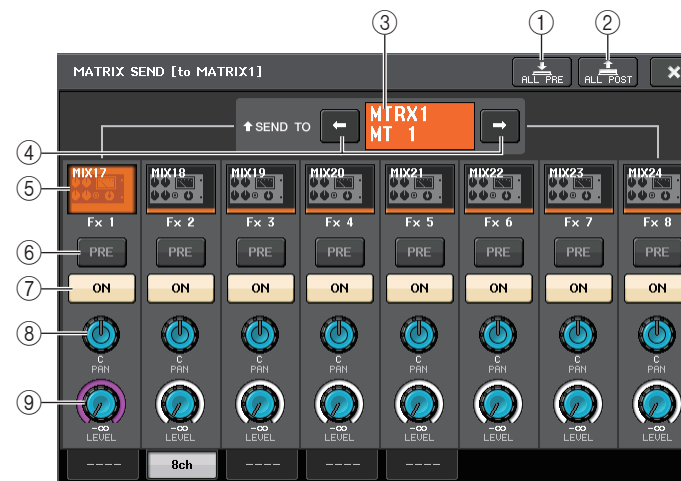 ① ② ③
MATRIX SEND [to MATRIX1]
ALL PRE
ALL POST
×
SEND TO
MTRX1
MT 1
④
⑤
MIX17 MIX18 MIX19 MIX20 MIX21 MIX22 MIX23 MIX24
Fx 1 Fx 2 Fx 3 Fx 4 Fx 5 Fx 6 Fx 7 Fx 8
⑥ PRE PRE PRE PRE PRE PRE PRE PRE
⑦ ON ON ON ON ON ON ON ON
⑧
C C C C C C C C
PAN PAN PAN PAN PAN PAN PAN PAN
⑨
-∞ -∞ -∞ -∞ -∞ -∞ -∞ -∞
LEVEL LEVEL LEVEL LEVEL LEVEL LEVEL LEVEL LEVEL
---- 8ch ---- ---- ----